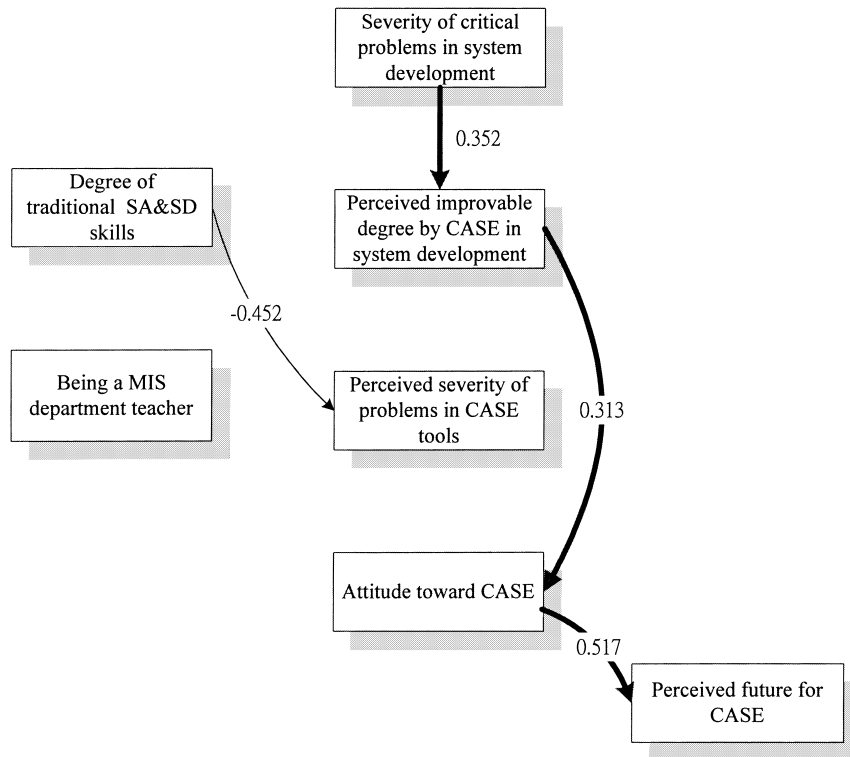 Severity of critical
problems in system
development
0.352
Degree of
traditional SA&SD
skills
Perceived improvable
degree by CASE in
system development
-0.452
Being a MIS
department teacher
Perceived severity of
problems in CASE
tools
0.313
Attitude toward CASE
0.517
Perceived future for
CASE